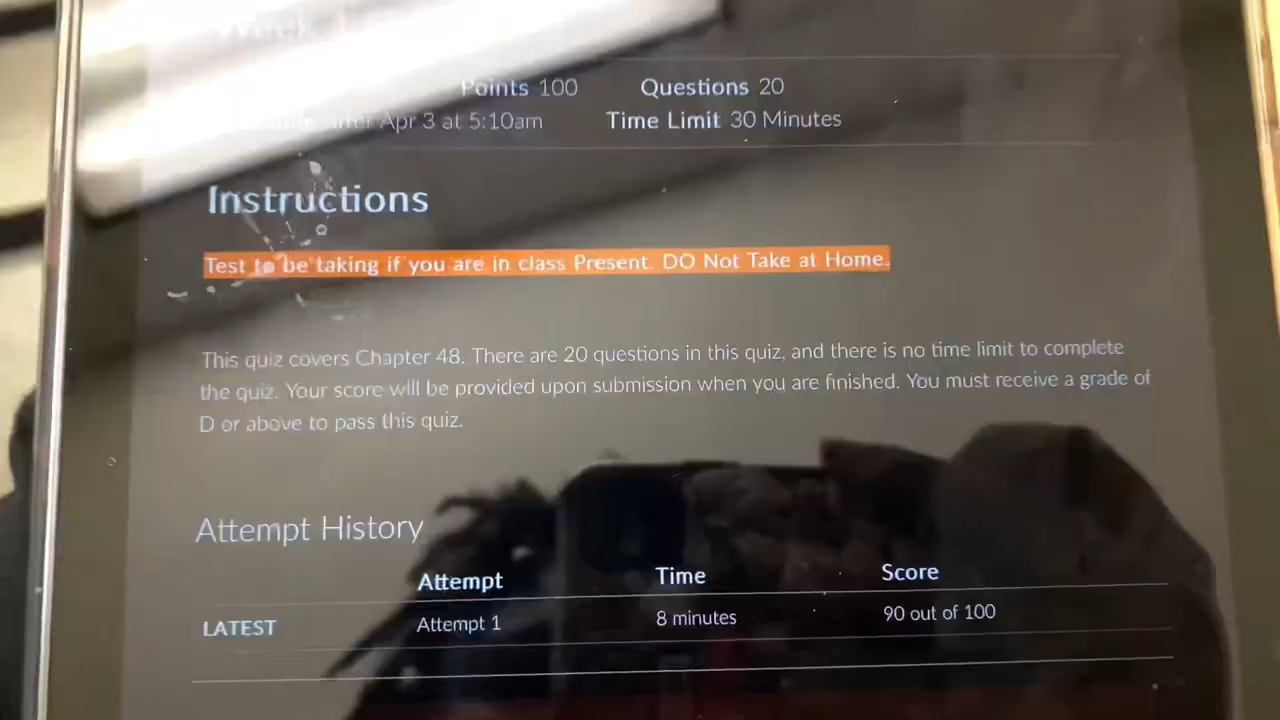 Week
Points 100 Questions 20
after Apr 3 at 5:10am Time Limit 30 Minutes
Instructions
Test to be taking if you are in class Present. DO Not Take at Home.
This quiz covers Chapter 48. There are 20 questions in this quiz, and there is no time limit to complete
the quiz. Your score will be provided upon submission when you are finished. You must receive a grade of
D or above to pass this quiz.
Attempt History
Attempt Time Score
LATEST Attempt 1 8 minutes 90 out of 100